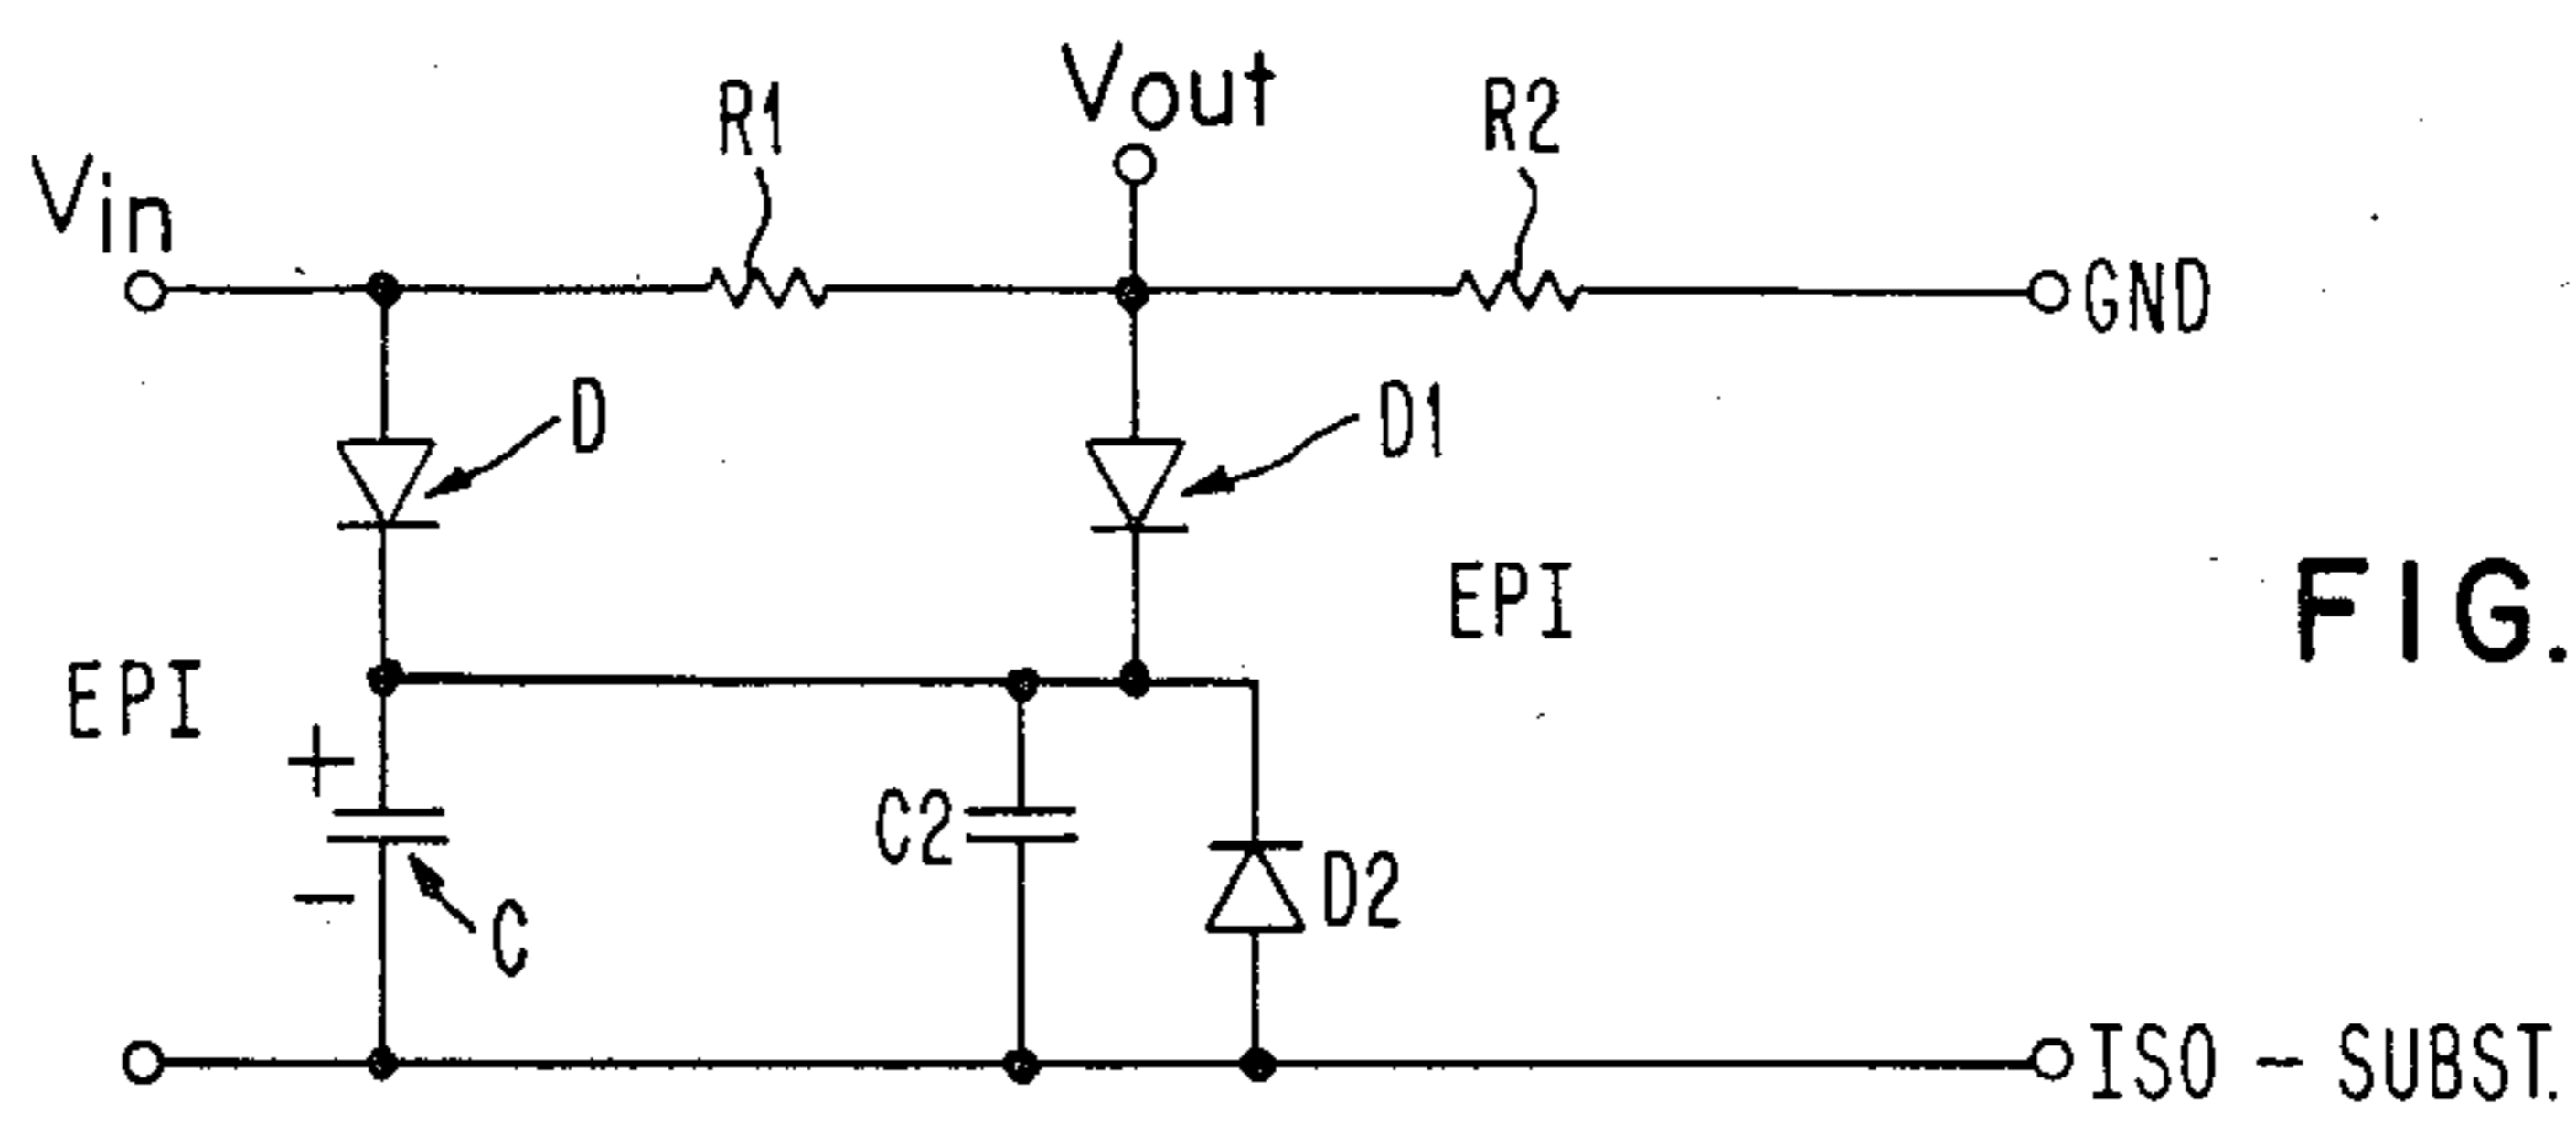 Vin
R1
Vout
R2
GND
D
D1
EPI
EPI
FIG.
+
C2
D2
−
C
ISO - SUBST.